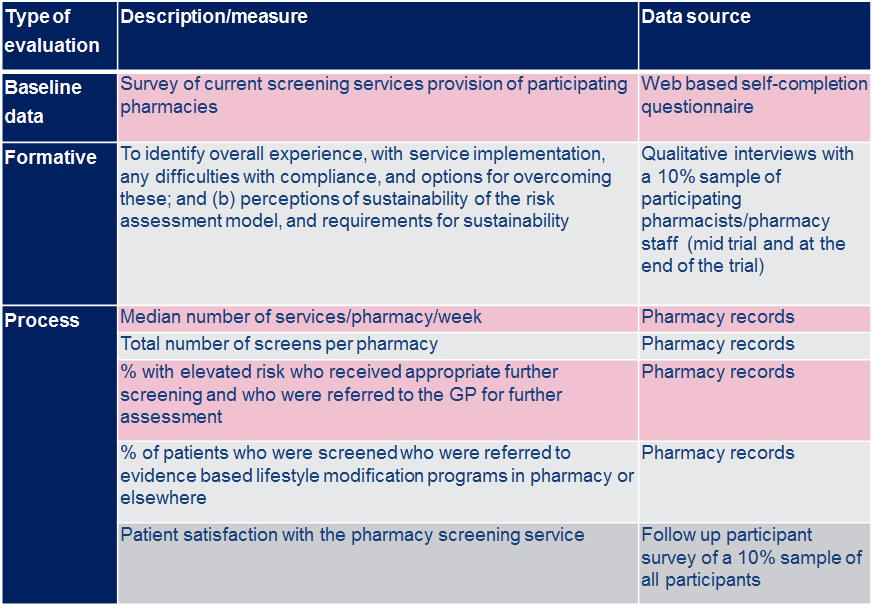 Type of evaluation
Description/measure
Data source
Baseline data
Survey of current screening services provision of participating
pharmacies
Web based self-completion
questionnaire
Formative
To identify overall experience, with service implementation,
any difficulties with compliance, and options for overcoming
these; and (b) perceptions of sustainability of the risk
assessment model, and requirements for sustainability
Qualitative interviews with
a 10% sample of
participating
pharmacists/pharmacy
staff (mid trial and at the
end of the trial)
Process
Median number of services/pharmacy/week
Pharmacy records
Total number of screens per pharmacy
Pharmacy records
% with elevated risk who received appropriate further
screening and who were referred to the GP for further
assessment
Pharmacy records
% of patients who were screened who were referred to
evidence based lifestyle modification programs in pharmacy or
elsewhere
Pharmacy records
Patient satisfaction with the pharmacy screening service
Follow up participant
survey of a 10% sample of
all participants